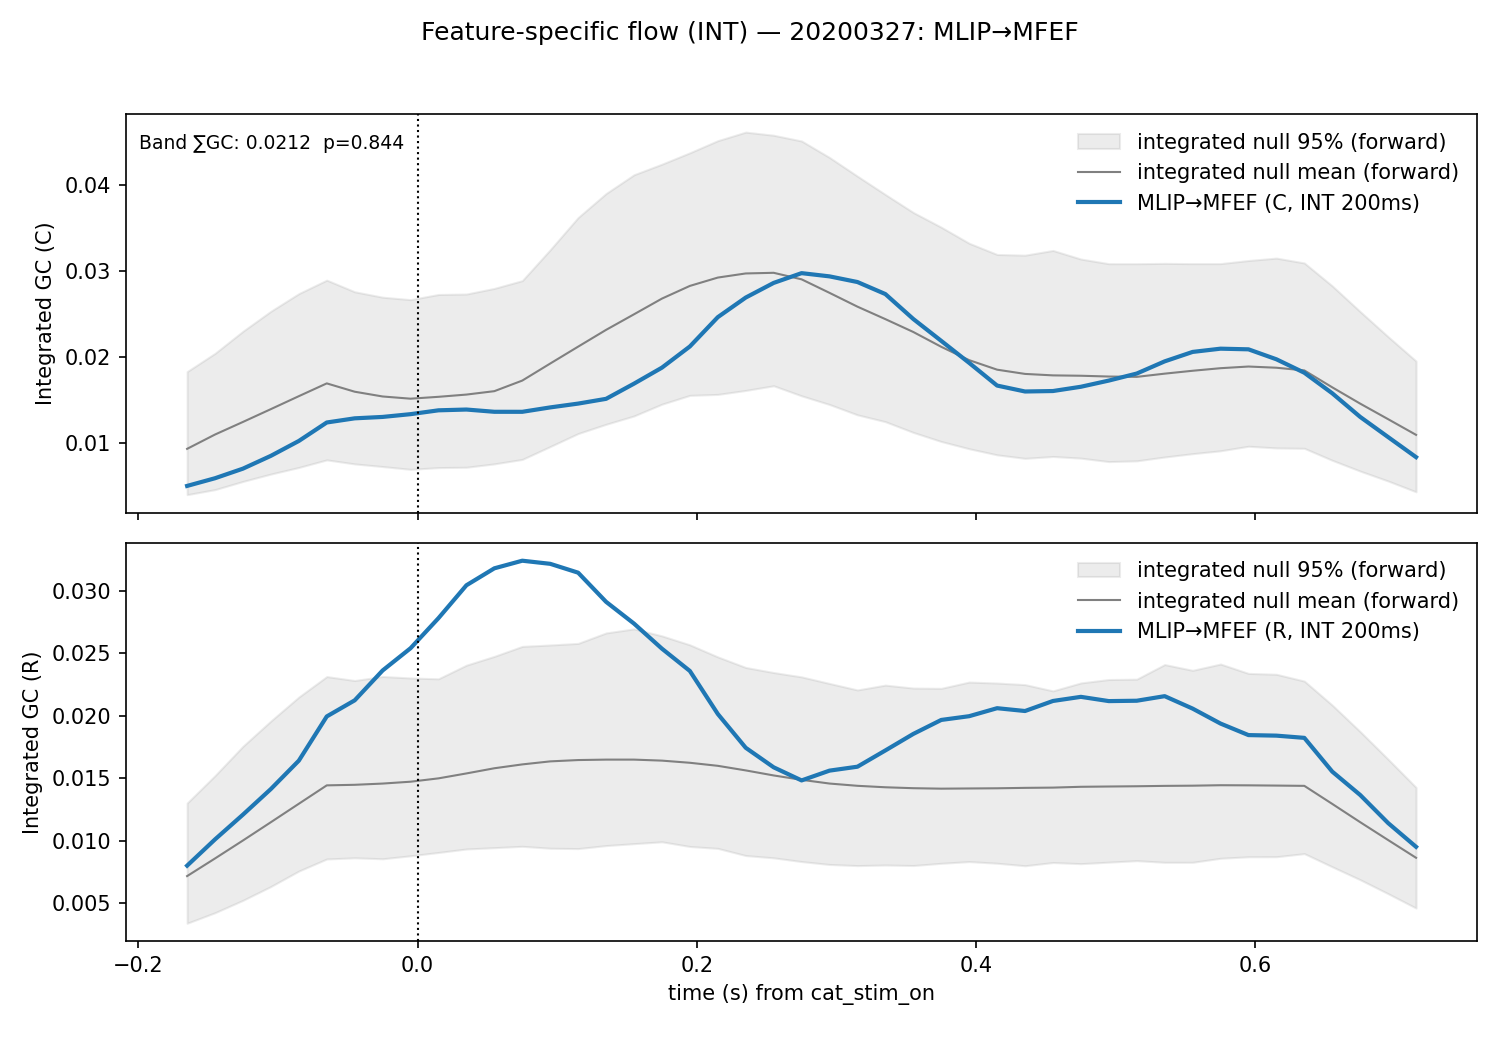 Feature-specific flow (INT) — 20200327: MLIP→MFEF
Band ∑GC: 0.0212  p=0.844
integrated null 95% (forward)
integrated null mean (forward)
MLIP→MFEF (C, INT 200ms)
Integrated GC (C)
0.04
0.03
0.02
0.01
integrated null 95% (forward)
integrated null mean (forward)
MLIP→MFEF (R, INT 200ms)
Integrated GC (R)
0.030
0.025
0.020
0.015
0.010
0.005
−0.2
0.0
0.2
0.4
0.6
time (s) from cat_stim_on